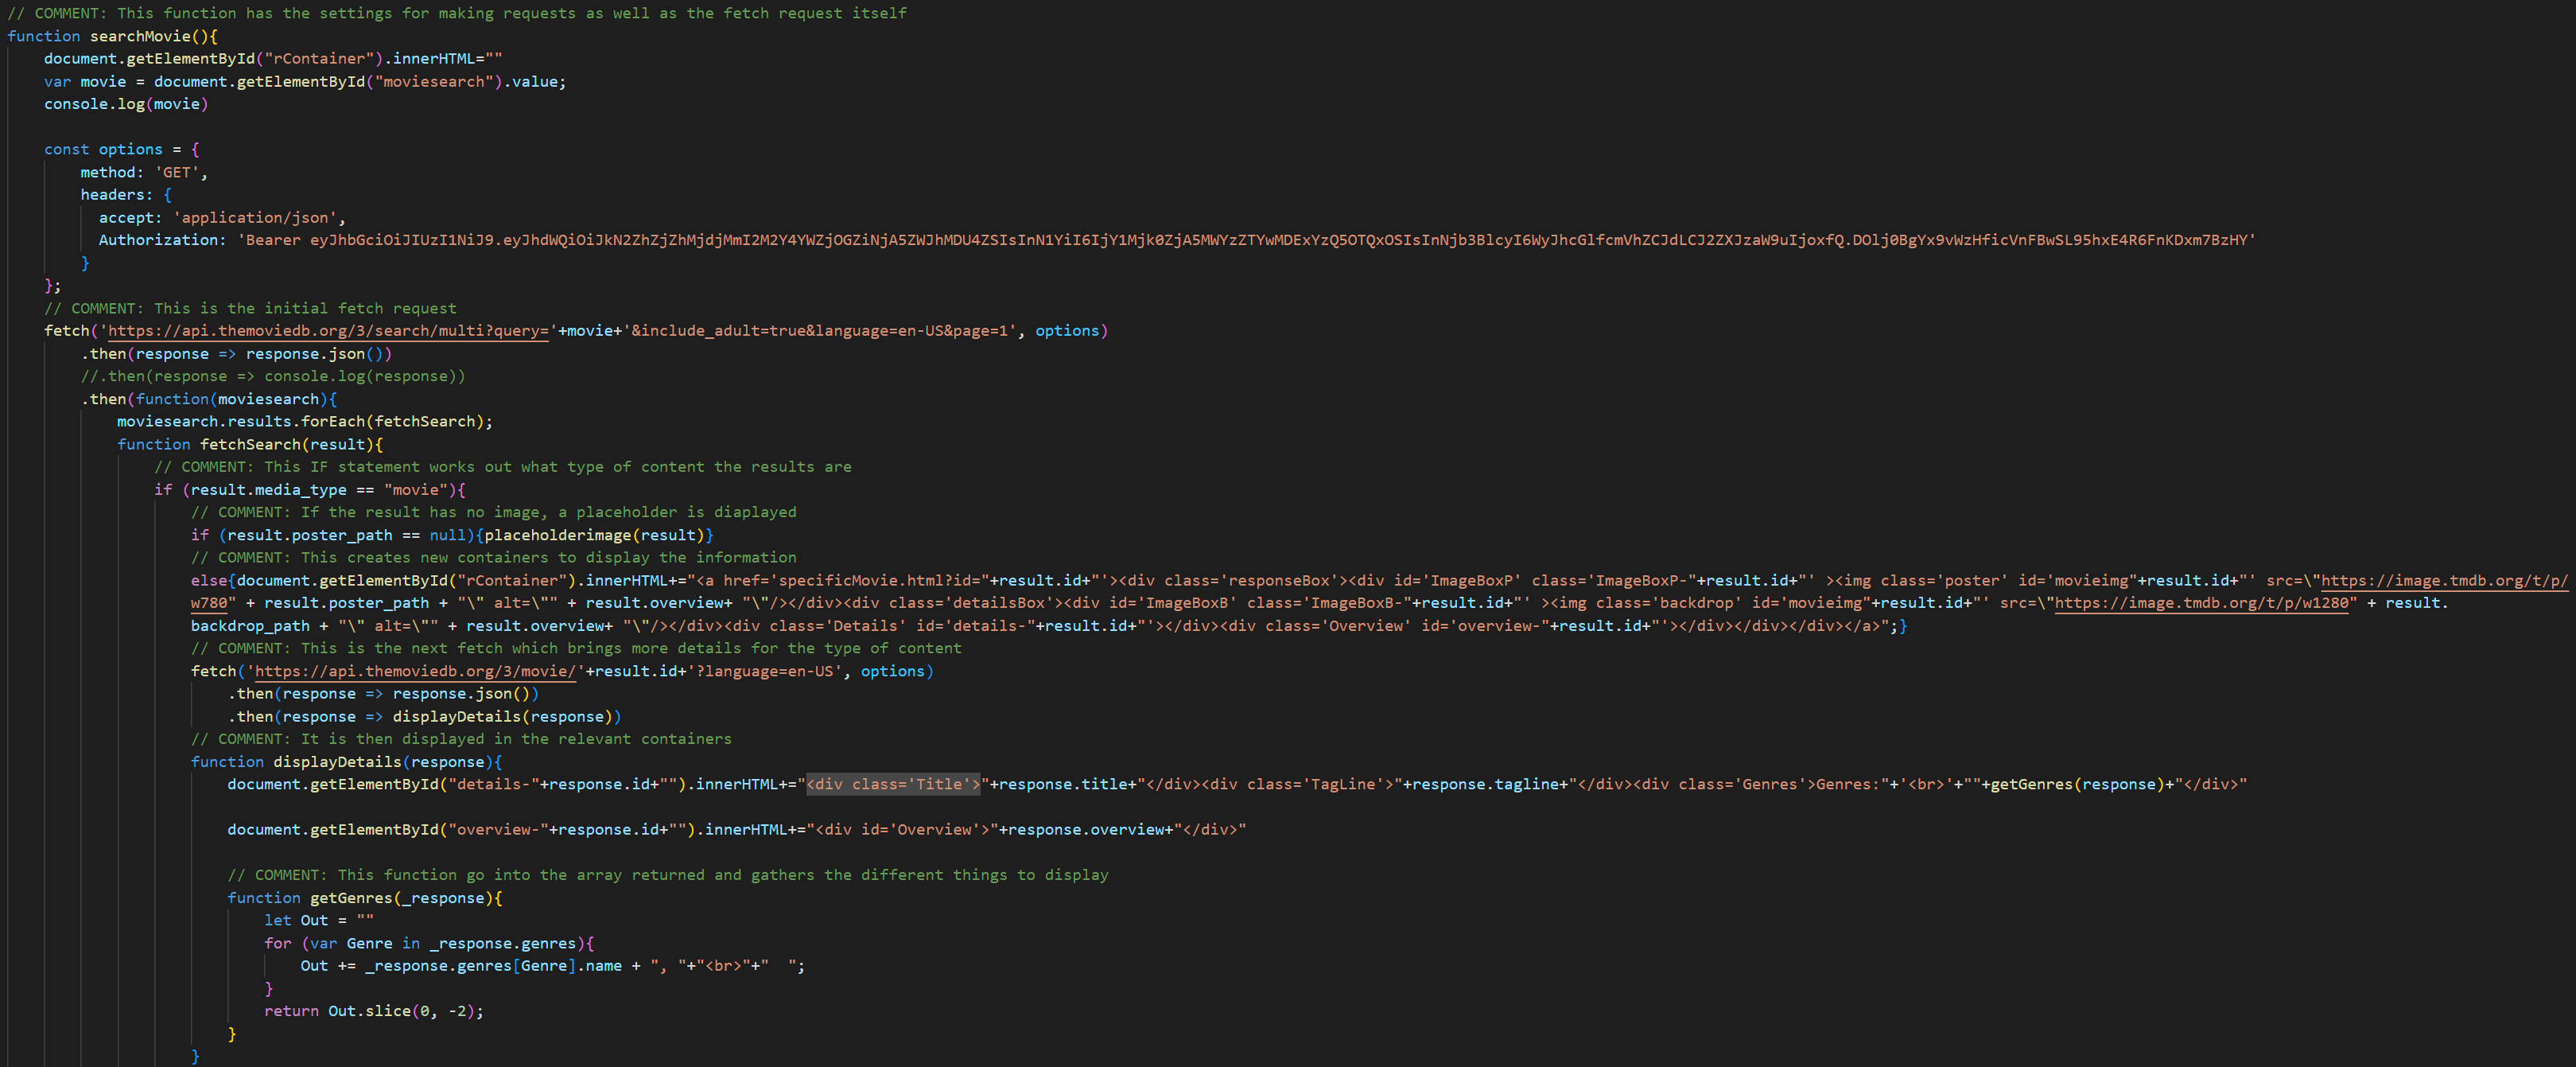 // COMMENT: This function has the settings for making requests as well as the fetch request itself
function searchMovie(){
    document.getElementById("rContainer").innerHTML=""
    var movie = document.getElementById("moviesearch").value;
    console.log(movie)
    const options = {
        method: 'GET',
        headers: {
          accept: 'application/json',
          Authorization: 'Bearer
        }
    };
    // COMMENT: This is the initial fetch request
    fetch('https://api.themoviedb.org/3/search/multi?query='+movie+'&include_adult=true&language=en-US&page=1', options)
        .then(response => response.json())
        //.then(response => console.log(response))
        .then(function(moviesearch){
            moviesearch.results.forEach(fetchSearch);
            function fetchSearch(result){
                // COMMENT: This IF statement works out what type of content the results are
                if (result.media_type == "movie"){
                    // COMMENT: If the result has no image, a placeholder is diaplayed
                    if (result.poster_path == null){placeholderimage(result)}
                    // COMMENT: This creates new containers to display the information
                    else{document.getElementById("rContainer").innerHTML+="<a href='specificMovie.html?id="+result.id+"'><div class='responseBox'><div id='ImageBoxP' class='ImageBoxP-"+result.id+"' ><img class='poster' id='movieimg"+result.id+"' src=\"https://image.tmdb.org/t/p/
                    w780" + result.poster_path + "\" alt=\"" + result.overview+ "\"/></div><div class='detailsBox'><div id='ImageBoxB' class='ImageBoxB-"+result.id+"' ><img class='backdrop' id='movieimg"+result.id+"' src=\"https://image.tmdb.org/t/p/w1280" + result.
                    backdrop_path + "\" alt=\"" + result.overview+ "\"/></div><div class='Details' id='details-"+result.id+"'></div><div class='Overview' id='overview-"+result.id+"'></div></div></div></a>";}
                    // COMMENT: This is the next fetch which brings more details for the type of content
                    fetch('https://api.themoviedb.org/3/movie/'+result.id+'?language=en-US', options)
                        .then(response => response.json())
                        .then(response => displayDetails(response))
                    // COMMENT: It is then displayed in the relevant containers
                    function displayDetails(response){
                        document.getElementById("details-"+response.id+"").innerHTML+="<div class='Title'>"+response.title+"</div><div class='TagLine'>"+response.tagline+"</div><div class='Genres'>Genres:"+'<br>'+""+getGenres(response)+"</div>"
                        document.getElementById("overview-"+response.id+"").innerHTML+="<div id='Overview'>"+response.overview+"</div>"
                        // COMMENT: This function go into the array returned and gathers the different things to display
                        function getGenres(_response){
                            let Out = ""
                            for (var Genre in _response.genres){
                                Out += _response.genres[Genre].name + ", "+"<br>"+"  ";
                            }
                            return Out.slice(0, -2);
                        }
                    }